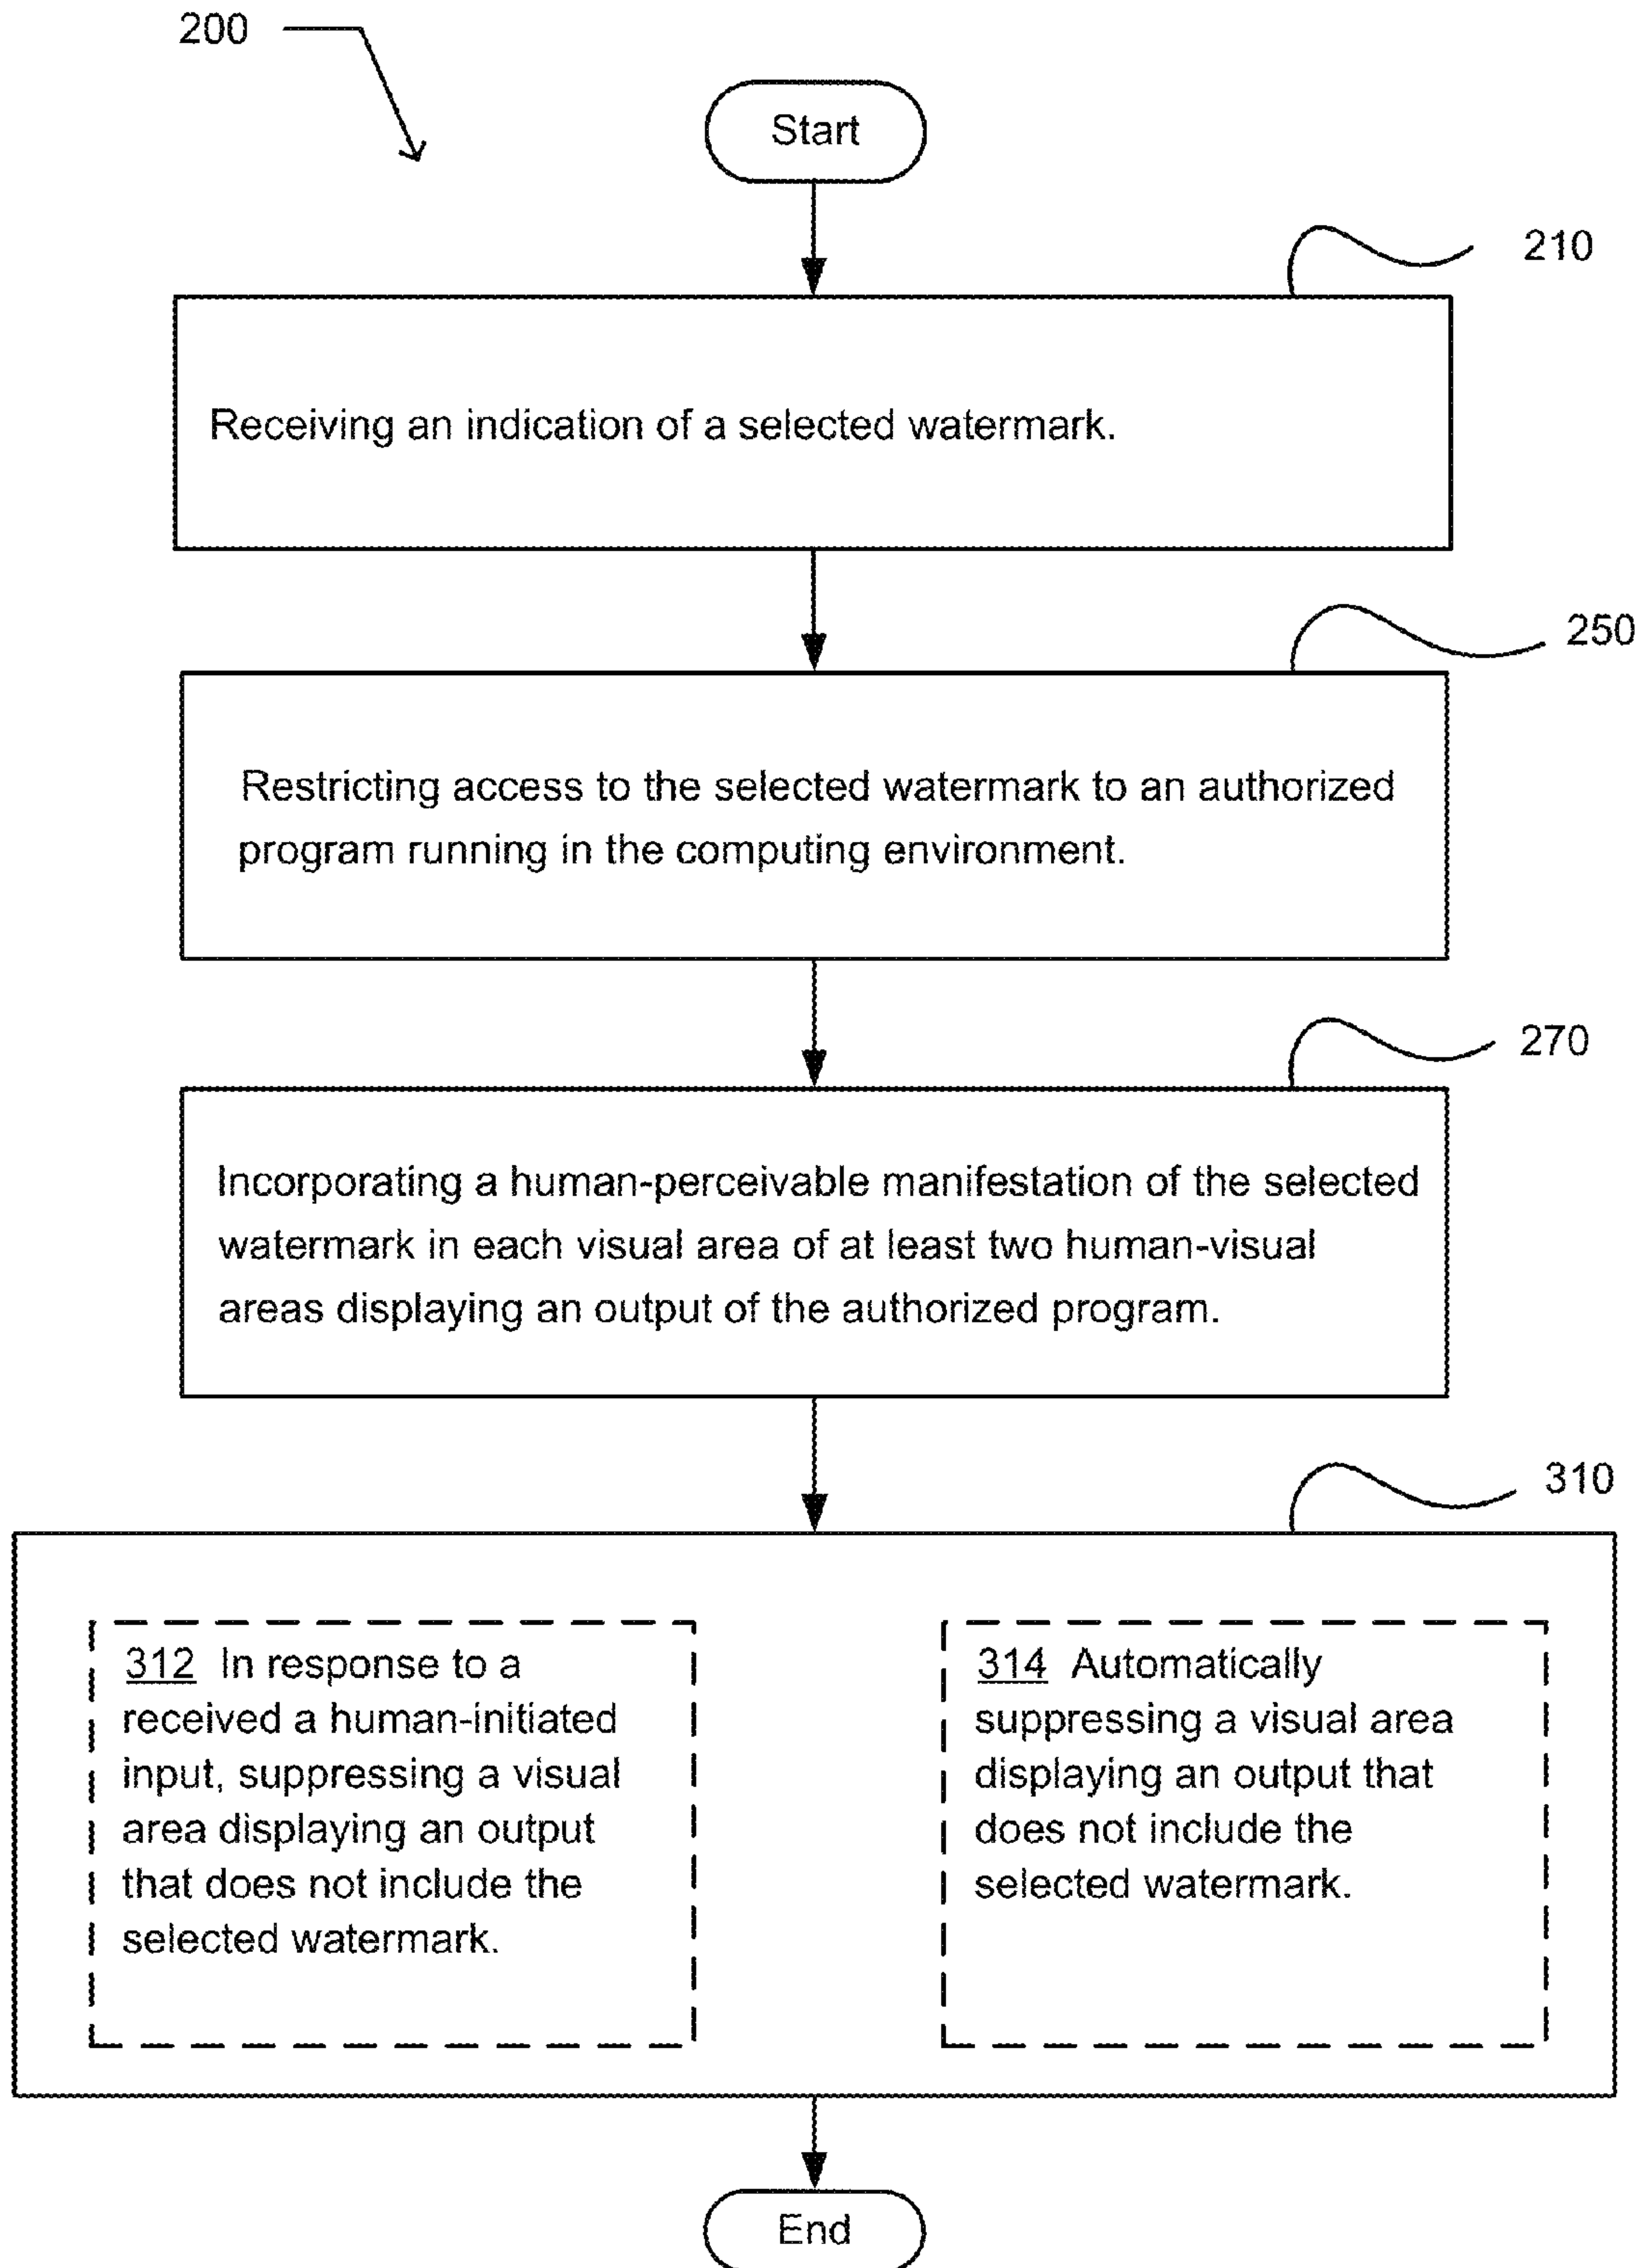 200
Start
210
Receiving an indication of a selected watermark.
250
Restricting access to the selected watermark to an authorized
program running in the computing environment.
270
Incorporating a human-perceivable manifestation of the selected
watermark in each visual area of at least two human-visual
areas displaying an output of the authorized program.
310
312 In response to a
received a human-initiated
input, suppressing a visual
area displaying an output
that does not include the
selected watermark.
314 Automatically
suppressing a visual area
displaying an output that
does not include the
selected watermark.
End